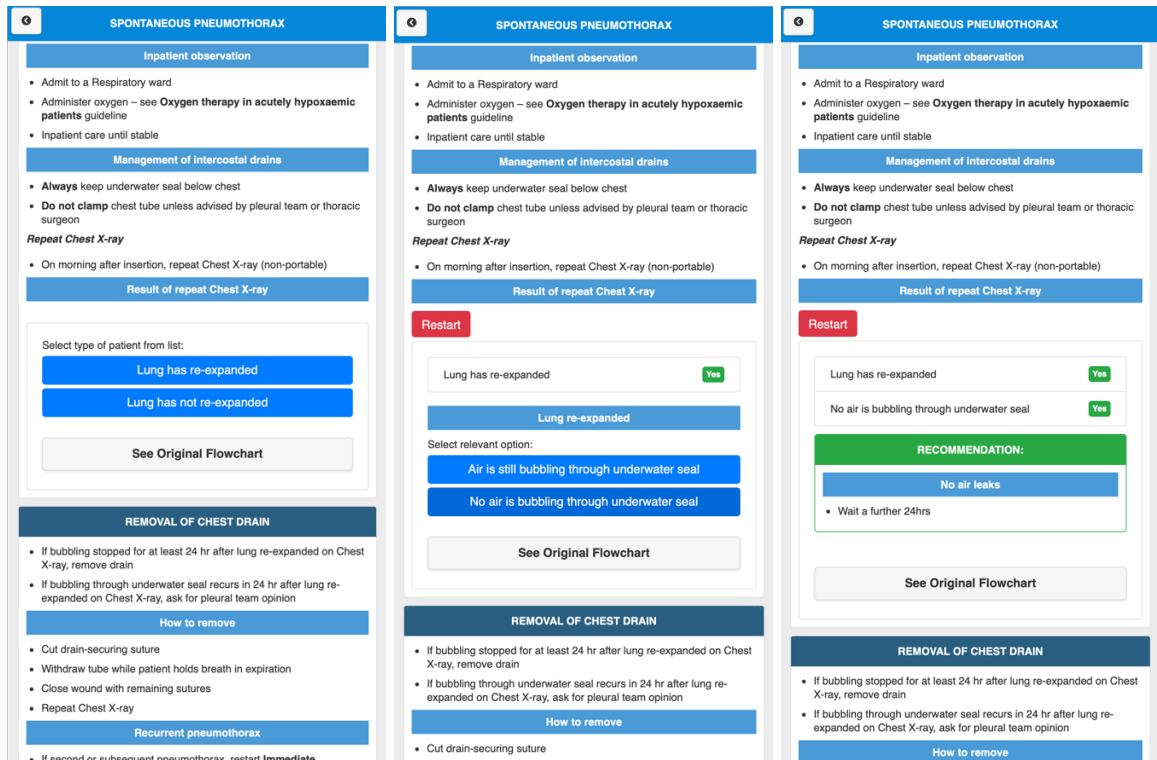 SPONTANEOUS PNEUMOTHORAX
Inpatient observation
• Admit to a Respiratory ward
• Administer oxygen – see Oxygen therapy in acutely hypoxaemic
patients guideline
• Inpatient care until stable
Management of intercostal drains
• Always keep underwater seal below chest
• Do not clamp chest tube unless advised by pleural team or thoracic
surgeon
Repeat Chest X-ray
• On morning after insertion, repeat Chest X-ray (non-portable)
Result of repeat Chest X-ray
Select type of patient from list:
Lung has re-expanded
Lung has not re-expanded
See Original Flowchart
REMOVAL OF CHEST DRAIN
• If bubbling stopped for at least 24 hr after lung re-expanded on Chest
X-ray, remove drain
• If bubbling through underwater seal recurs in 24 hr after lung re-
expanded on Chest X-ray, ask for pleural team opinion
How to remove
• Cut drain-securing suture
• Withdraw tube while patient holds breath in expiration
• Close wound with remaining sutures
• Repeat Chest X-ray
Recurrent pneumothorax
• If second or subsequent pneumothorax, restart Immediate
SPONTANEOUS PNEUMOTHORAX
Inpatient observation
• Admit to a Respiratory ward
• Administer oxygen – see Oxygen therapy in acutely hypoxaemic
patients guideline
• Inpatient care until stable
Management of intercostal drains
• Always keep underwater seal below chest
• Do not clamp chest tube unless advised by pleural team or thoracic
surgeon
Repeat Chest X-ray
• On morning after insertion, repeat Chest X-ray (non-portable)
Result of repeat Chest X-ray
Restart
Lung has re-expanded Yes
Lung re-expanded
Select relevant option:
Air is still bubbling through underwater seal
No air is bubbling through underwater seal
See Original Flowchart
REMOVAL OF CHEST DRAIN
• If bubbling stopped for at least 24 hr after lung re-expanded on Chest
X-ray, remove drain
• If bubbling through underwater seal recurs in 24 hr after lung re-
expanded on Chest X-ray, ask for pleural team opinion
How to remove
• Cut drain-securing suture
SPONTANEOUS PNEUMOTHORAX
Inpatient observation
• Admit to a Respiratory ward
• Administer oxygen – see Oxygen therapy in acutely hypoxaemic
patients guideline
• Inpatient care until stable
Management of intercostal drains
• Always keep underwater seal below chest
• Do not clamp chest tube unless advised by pleural team or thoracic
surgeon
Repeat Chest X-ray
• On morning after insertion, repeat Chest X-ray (non-portable)
Result of repeat Chest X-ray
Restart
Lung has re-expanded Yes
No air is bubbling through underwater seal Yes
RECOMMENDATION:
No air leaks
• Wait a further 24hrs
See Original Flowchart
REMOVAL OF CHEST DRAIN
• If bubbling stopped for at least 24 hr after lung re-expanded on Chest
X-ray, remove drain
• If bubbling through underwater seal recurs in 24 hr after lung re-
expanded on Chest X-ray, ask for pleural team opinion
How to remove